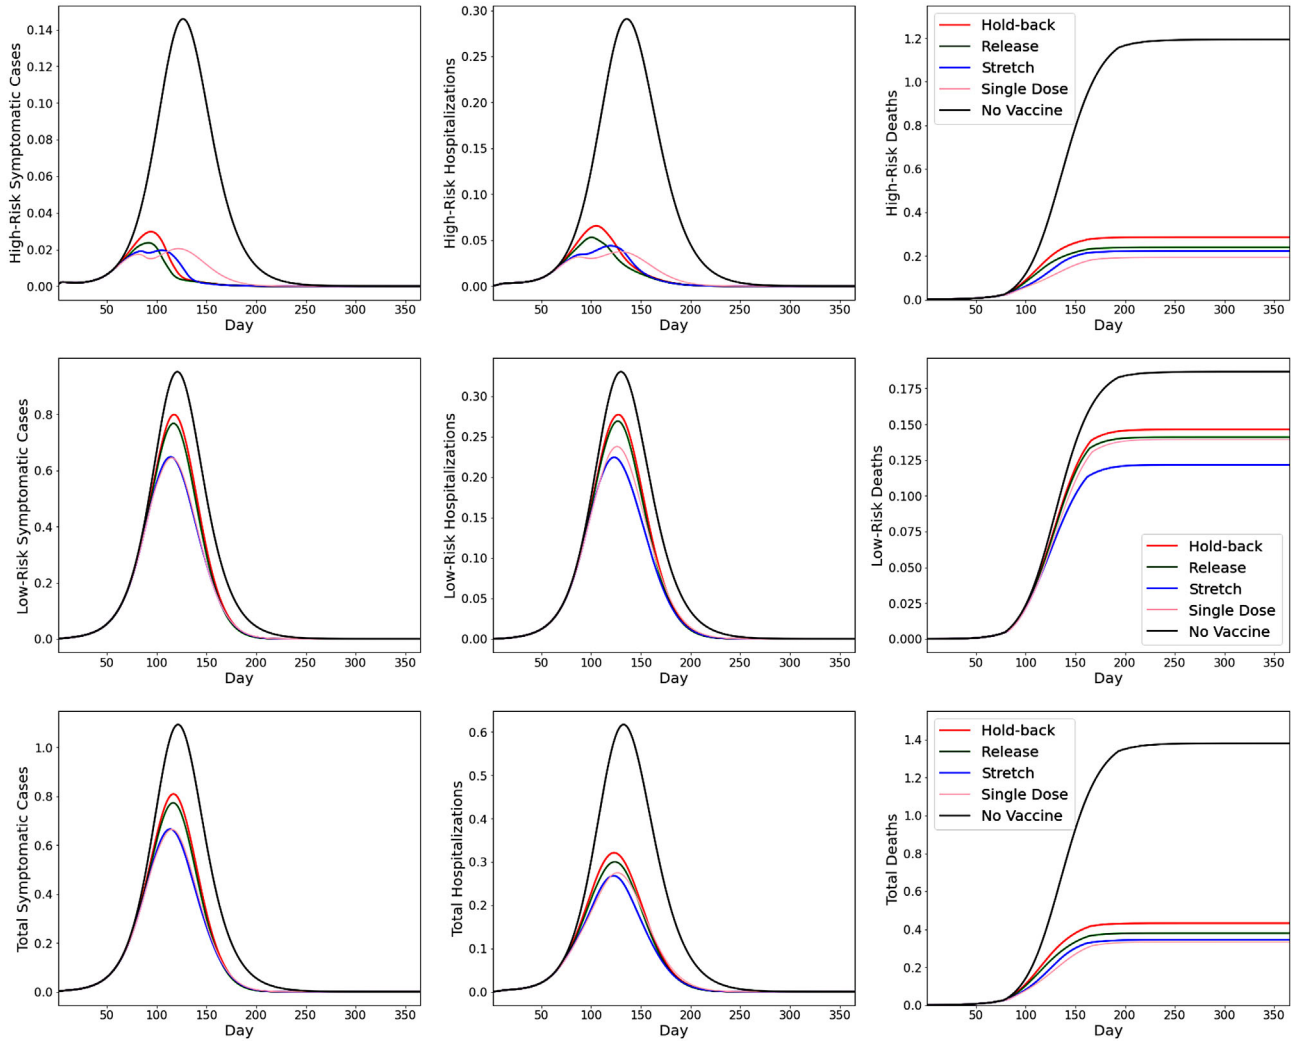 High-Risk Symptomatic Cases
0.14
0.12
0.10
0.08
0.06
0.04
0.02
0.00
50 100 150 200 250 300 350
Day
High-Risk Hospitalizations
0.30
0.25
0.20
0.15
0.10
0.05
0.00
50 100 150 200 250 300 350
Day
High-Risk Deaths
1.2
1.0
0.8
0.6
0.4
0.2
0.0
Hold-back
Release
Stretch
Single Dose
No Vaccine
50 100 150 200 250 300 350
Day
Low-Risk Symptomatic Cases
0.8
0.6
0.4
0.2
0.0
50 100 150 200 250 300 350
Day
Low-Risk Hospitalizations
0.30
0.25
0.20
0.15
0.10
0.05
0.00
50 100 150 200 250 300 350
Day
Low-Risk Deaths
0.175
0.150
0.125
0.100
0.075
0.050
0.025
0.000
Hold-back
Release
Stretch
Single Dose
No Vaccine
50 100 150 200 250 300 350
Day
Total Symptomatic Cases
1.0
0.8
0.6
0.4
0.2
0.0
50 100 150 200 250 300 350
Day
Total Hospitalizations
0.6
0.5
0.4
0.3
0.2
0.1
0.0
50 100 150 200 250 300 350
Day
Total Deaths
1.4
1.2
1.0
0.8
0.6
0.4
0.2
0.0
Hold-back
Release
Stretch
Single Dose
No Vaccine
50 100 150 200 250 300 350
Day